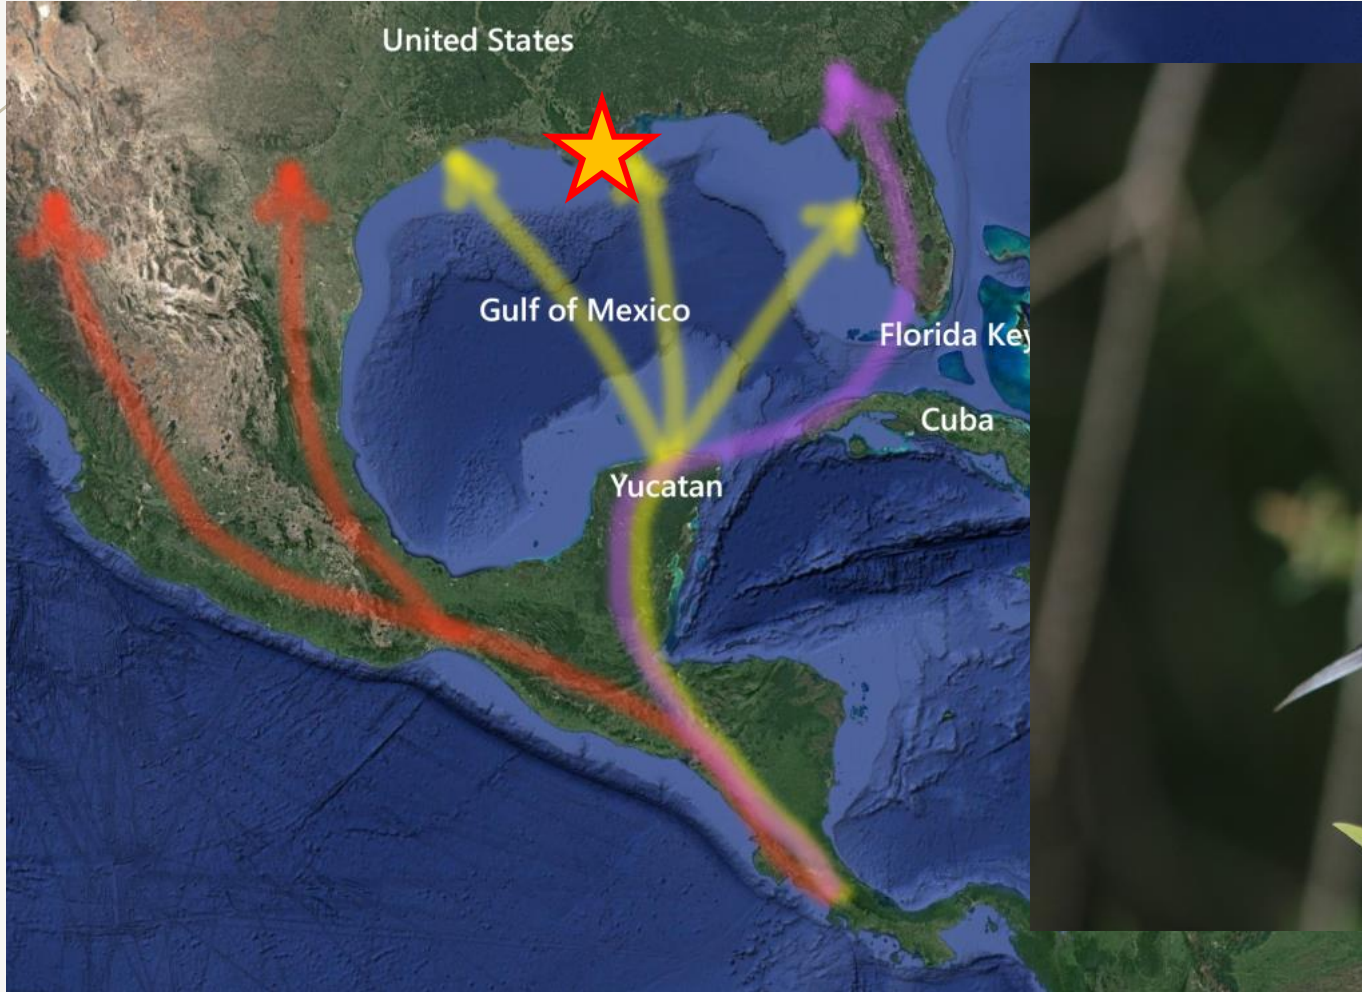 United States
Gulf of Mexico
Florida Key
Cuba
Yucatan